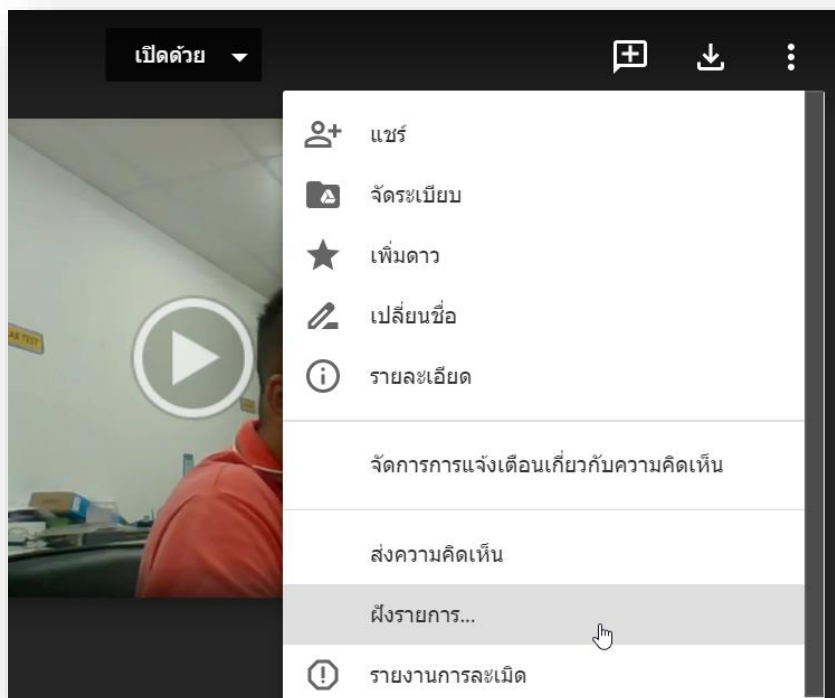 เปิดด้วย
แชร์
จัดระเบียบ
เพิ่มดาว
เปลี่ยนชื่อ
รายละเอียด
จัดการการแจ้งเตือนเกี่ยวกับความคิดเห็น
ส่งความคิดเห็น
ฝังรายการ...
รายงานการละเมิด